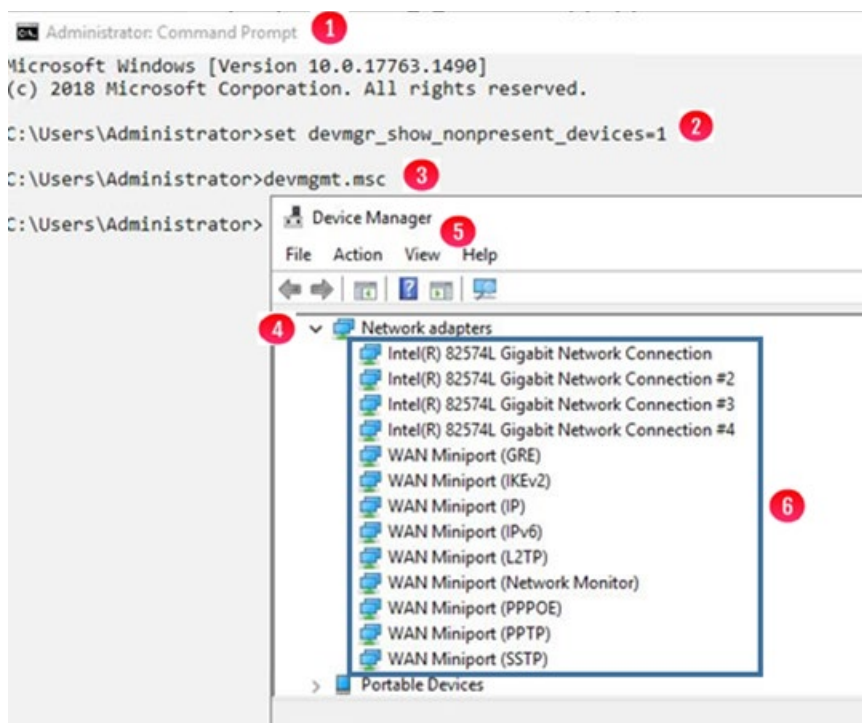 Administrator: Command Prompt 1
Microsoft Windows [Version 10.0.17763.1490]
(c) 2018 Microsoft Corporation. All rights reserved.
C:\Users\Administrator>set devmgr_show_nonpresent_devices=1 2
C:\Users\Administrator>devmgmt.msc 3
C:\Users\Administrator>
Device Manager
5
File Action View Help
4 Network adapters
Intel(R) 82574L Gigabit Network Connection
Intel(R) 82574L Gigabit Network Connection #2
Intel(R) 82574L Gigabit Network Connection #3
Intel(R) 82574L Gigabit Network Connection #4
WAN Miniport (GRE)
WAN Miniport (IKEv2)
WAN Miniport (IP)
6
WAN Miniport (IPv6)
WAN Miniport (L2TP)
WAN Miniport (Network Monitor)
WAN Miniport (PPPOE)
WAN Miniport (PPTP)
WAN Miniport (SSTP)
Portable Devices